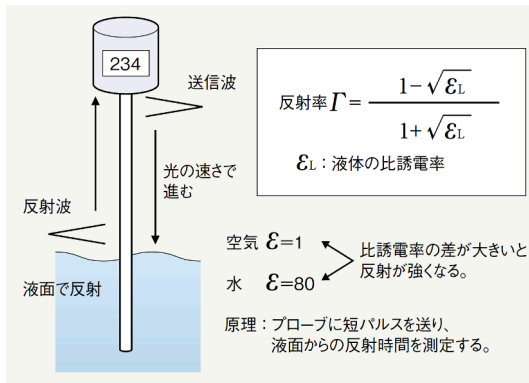 234
送信波
光の速さで
進む
反射波
液面で反射
反射率 Γ = (1−√εL) / (1+√εL)
εL：液体の比誘電率
空気 ε=1
水 ε=80
比誘電率の差が大きいと
反射が強くなる。
原理：プローブに短パルスを送り、
液面からの反射時間を測定する。